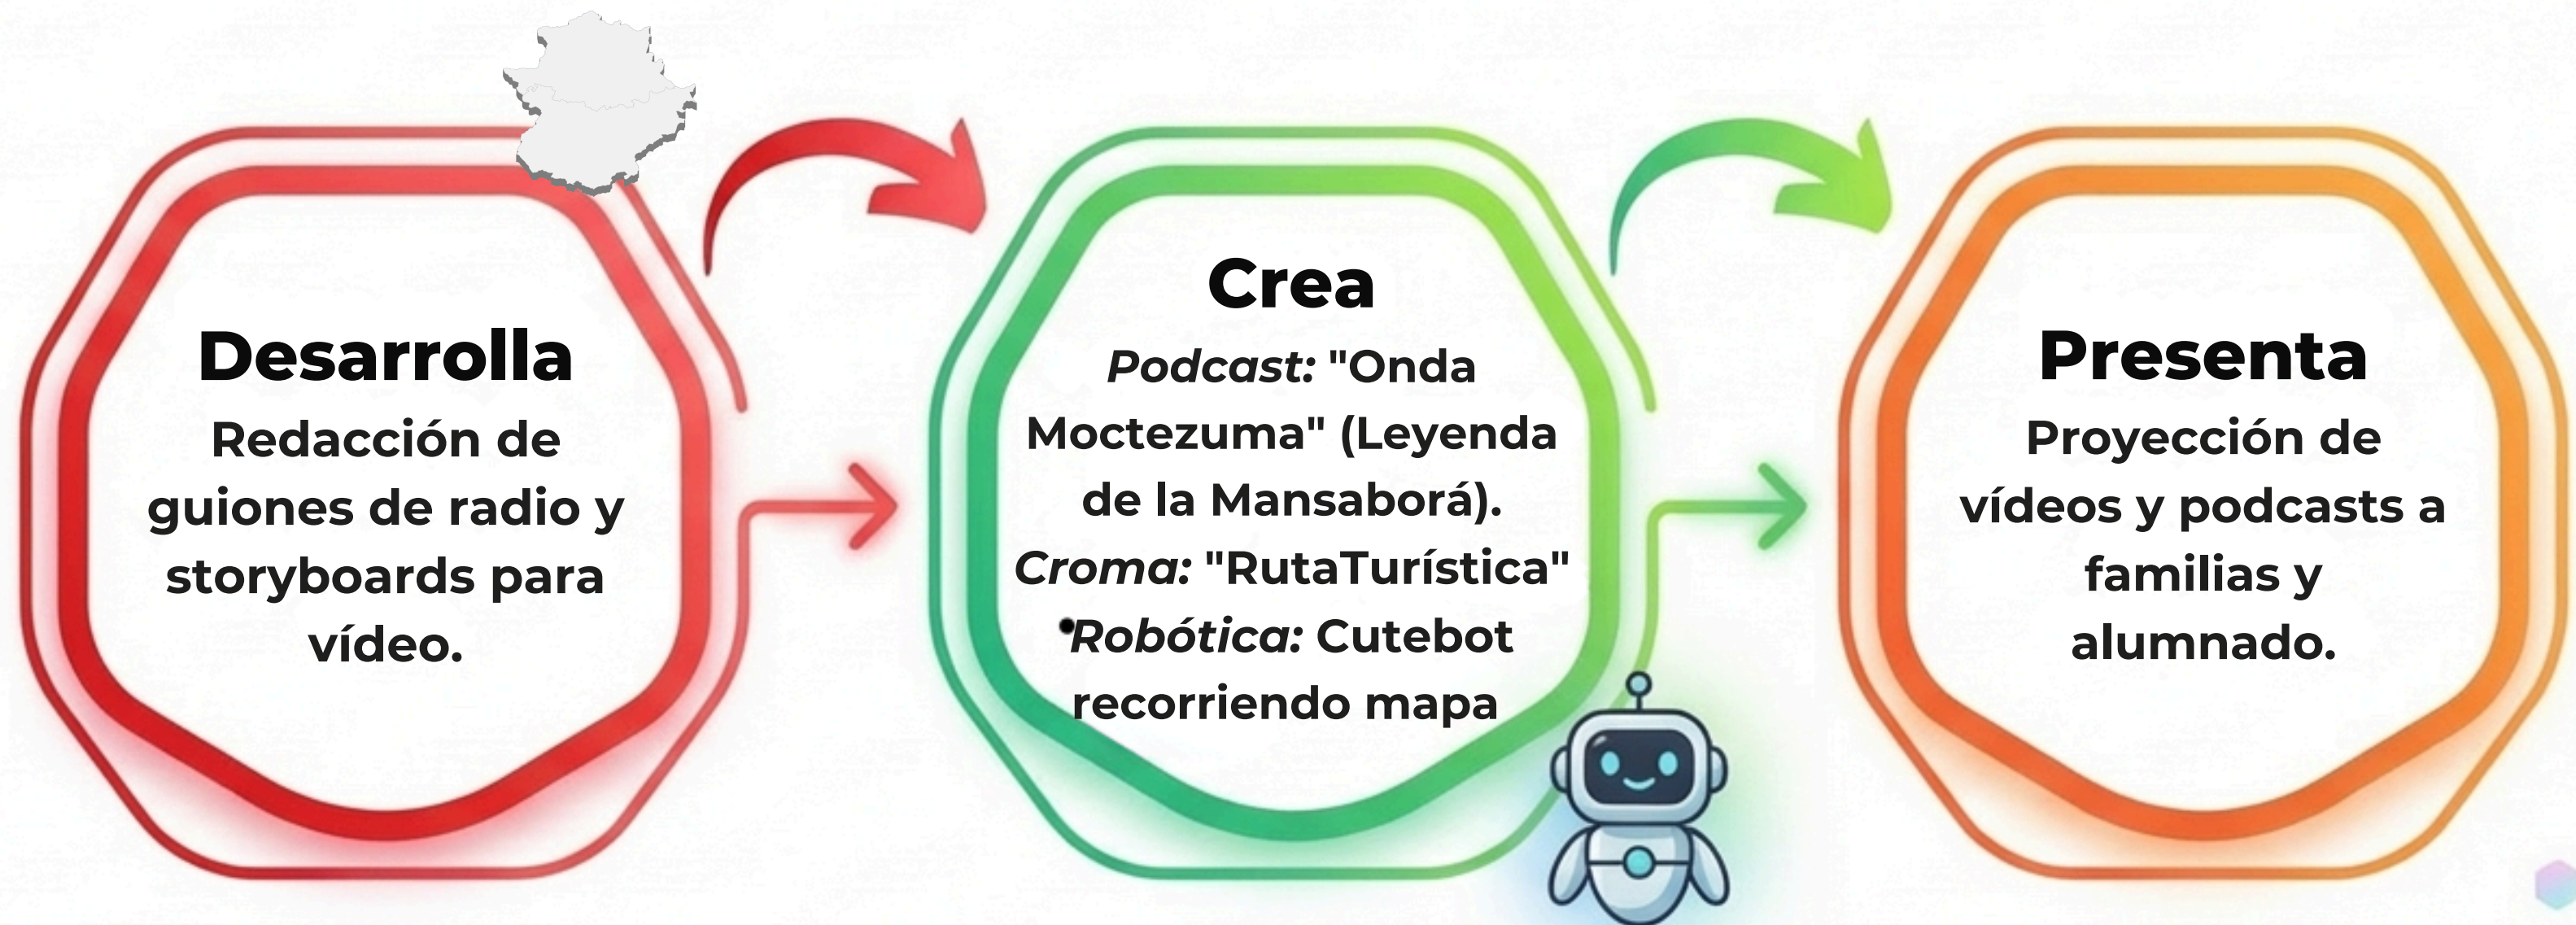 Desarrolla
Redacción de
guiones de radio y
storyboards para
vídeo.
Crea
Podcast: "Onda
Moctezuma" (Leyenda
de la Mansaborá).
Croma: "RutaTurística"
•Robótica: Cutebot
recorriendo mapa
Presenta
Proyección de
vídeos y podcasts a
familias y
alumnado.